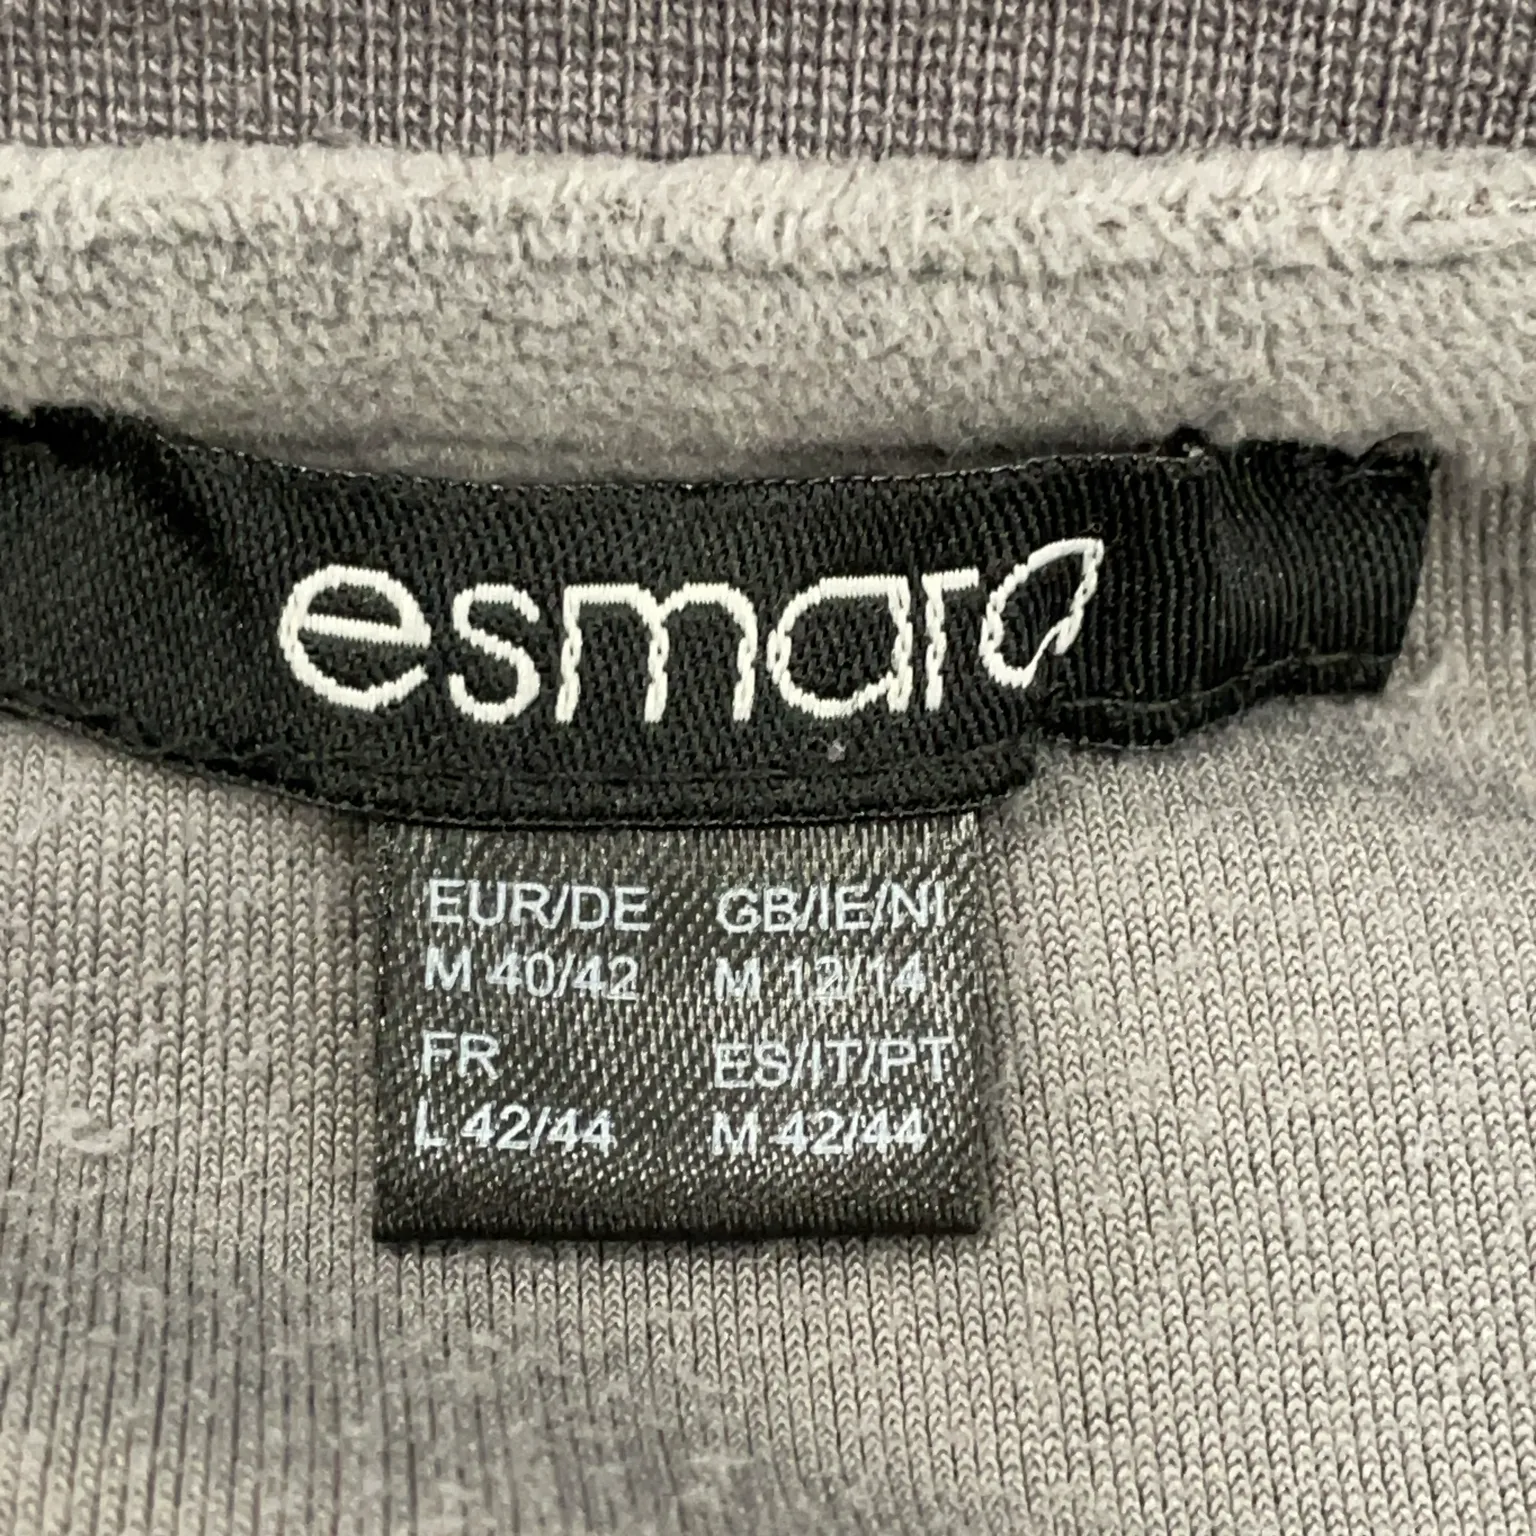 esmara
EUR/DE GB/IE/NI
M 40/42 M 12/14
FR ES/IT/PT
L 42/44 M 42/44